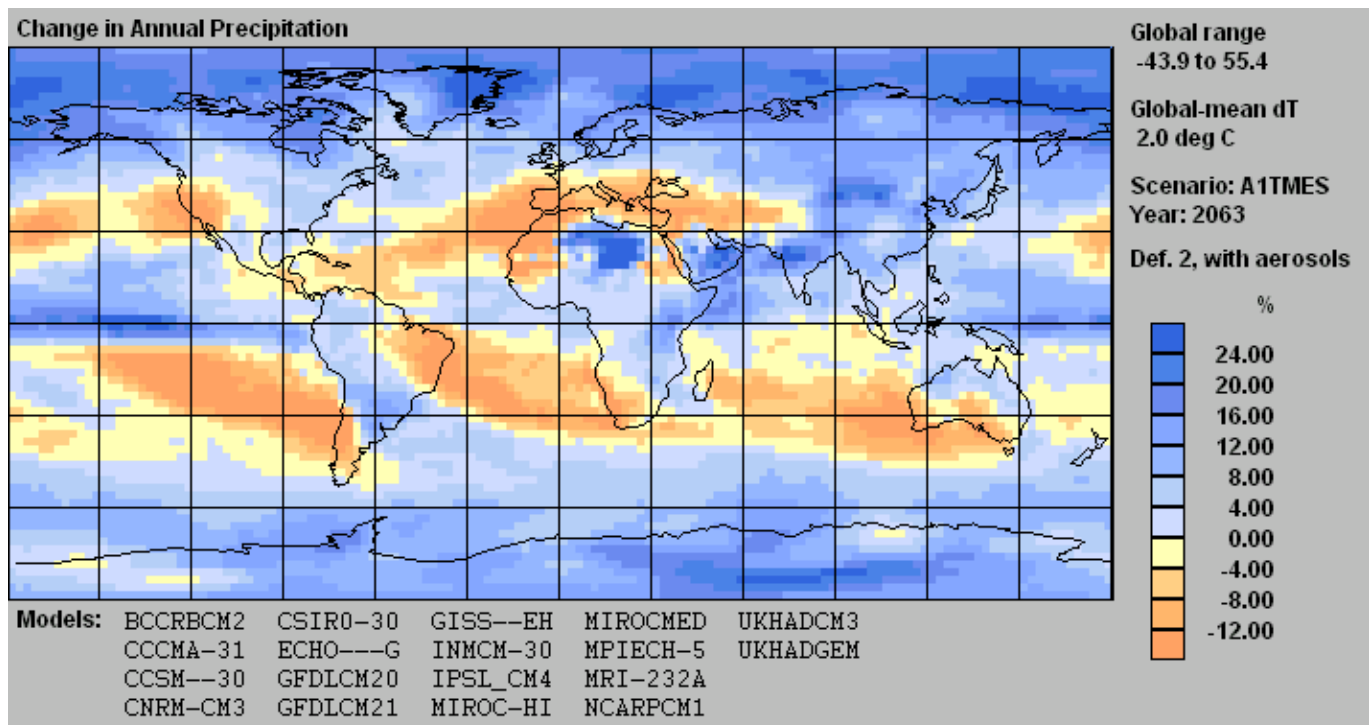 Change in Annual Precipitation
Global range
-43.9 to 55.4
Global-mean dT
2.0 deg C
Scenario: A1TMES
Year: 2063
Def. 2, with aerosols
%
24.00
20.00
16.00
12.00
8.00
4.00
0.00
-4.00
-8.00
-12.00
Models: BCCRBCM2 CSIR0-30 GISS--EH MIROCMED UKHADCM3
CCCMA-31 ECHO---G INMCM-30 MPIECH-5 UKHADGEM
CCSM--30 GFDLCM20 IPSL_CM4 MRI-232A
CNRM-CM3 GFDLCM21 MIROC-HI NCARPCM1